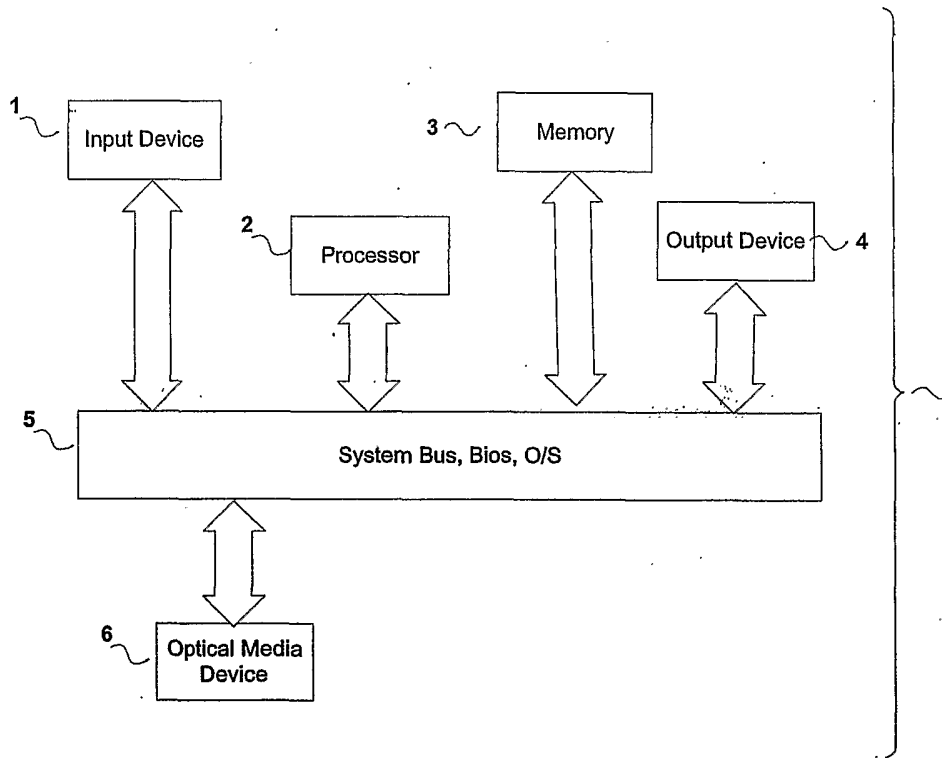 1
Input Device
3
Memory
2
Processor
Output Device
4
5
System Bus, Bios, O/S
6
Optical Media
Device